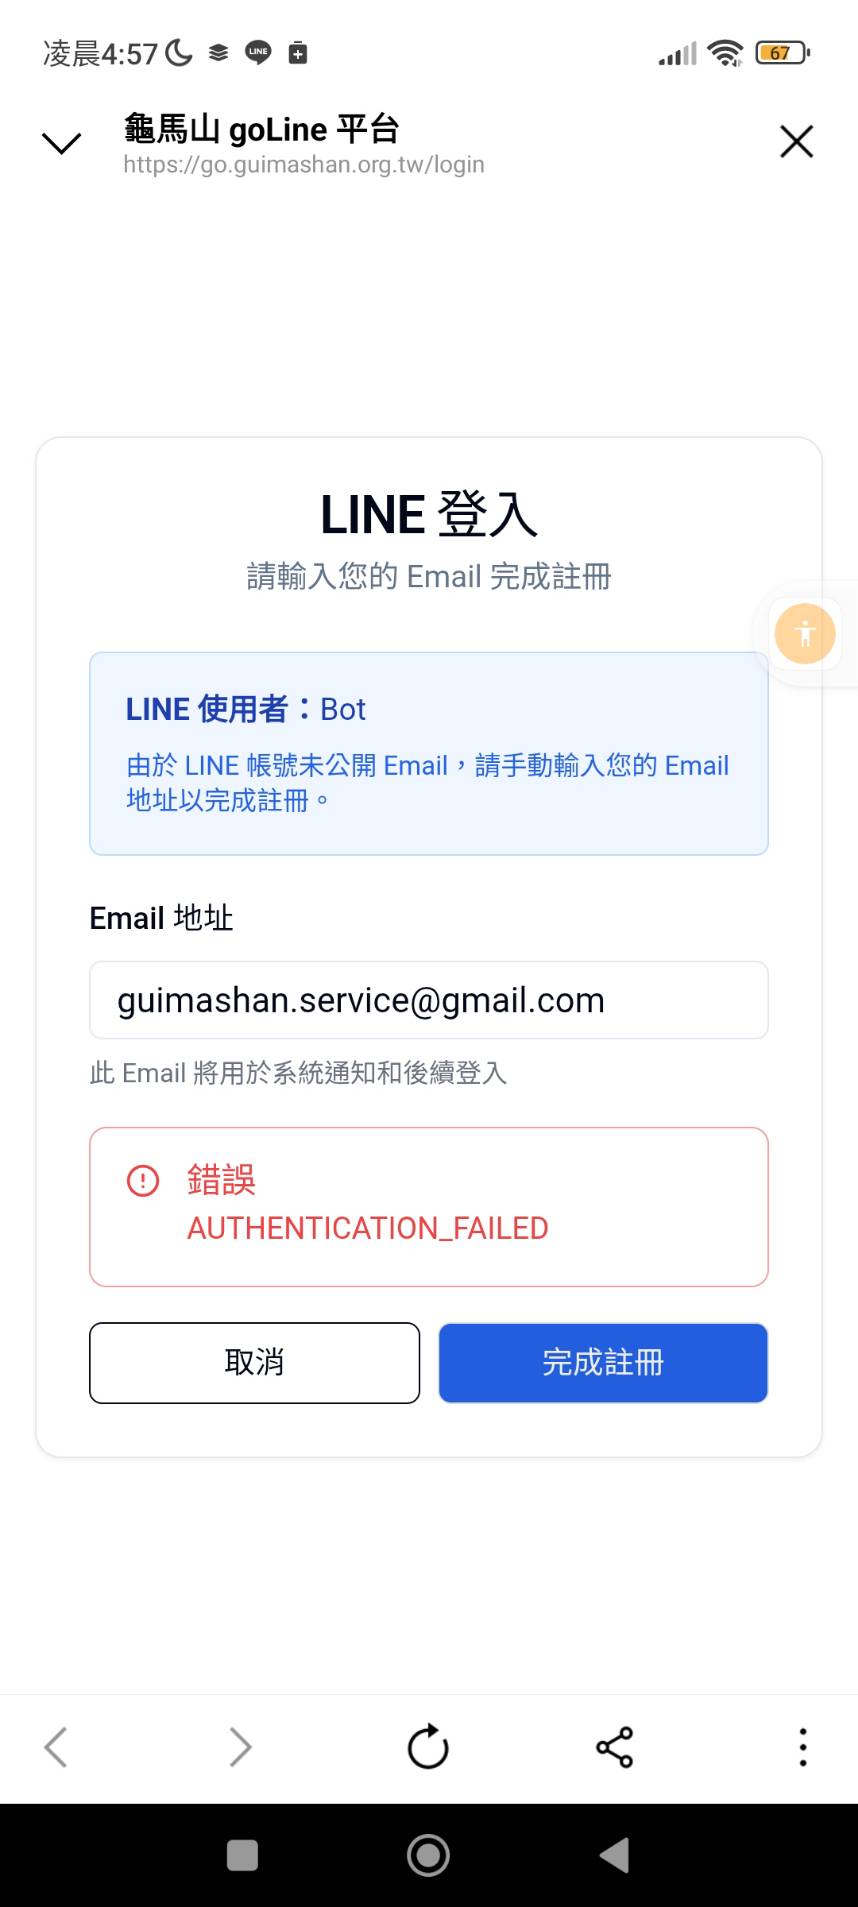 凌晨4:57
LINE
67
龜馬山 goLine 平台
https://go.guimashan.org.tw/login
LINE 登入
請輸入您的 Email 完成註冊
LINE 使用者：Bot
由於 LINE 帳號未公開 Email，請手動輸入您的 Email
地址以完成註冊。
Email 地址
guimashan.service@gmail.com
此 Email 將用於系統通知和後續登入
錯誤
AUTHENTICATION_FAILED
取消
完成註冊